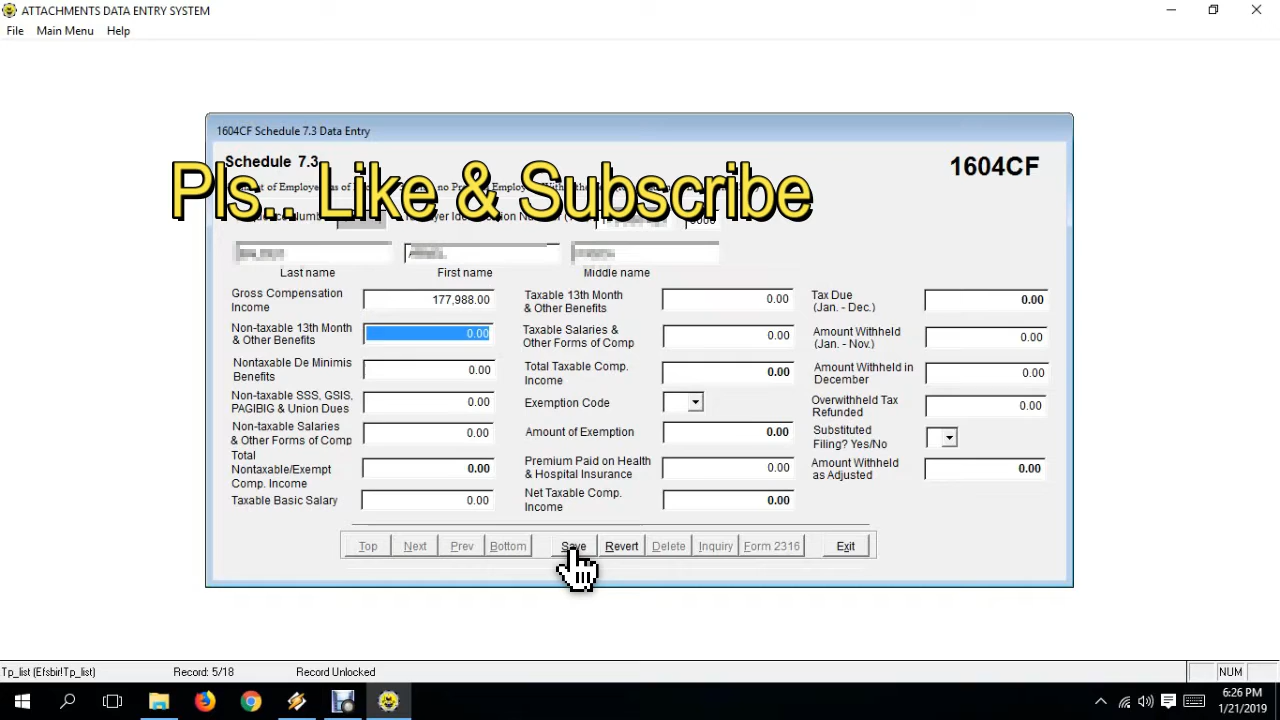 ATTACHMENTS DATA ENTRY SYSTEM
File Main Menu Help
1604CF Schedule 7.3 Data Entry
Schedule 7.3
1604CF
Pls.. Like & Subscribe
Last name First name Middle name
Gross Compensation
Income
177,988.00
Non-taxable 13th Month
& Other Benefits
0.00
Nontaxable De Minimis
Benefits
0.00
Non-taxable SSS, GSIS,
PAGIBIG & Union Dues
0.00
Non-taxable Salaries
& Other Forms of Comp
0.00
Total
Nontaxable/Exempt
Comp. Income
0.00
Taxable Basic Salary
0.00
Taxable 13th Month
& Other Benefits
0.00
Taxable Salaries &
Other Forms of Comp
0.00
Total Taxable Comp.
Income
0.00
Exemption Code
Amount of Exemption
0.00
Premium Paid on Health
& Hospital Insurance
0.00
Net Taxable Comp.
Income
0.00
Tax Due
(Jan. - Dec.)
0.00
Amount Withheld
(Jan. - Nov.)
0.00
Amount Withheld in
December
0.00
Overwithheld Tax
Refunded
0.00
Substituted
Filing? Yes/No
Amount Withheld
as Adjusted
0.00
Top Next Prev Bottom Save Revert Delete Inquiry Form 2316 Exit
Tp_list (Efsbir!Tp_list) Record: 5/18 Record Unlocked NUM
6:26 PM
1/21/2019